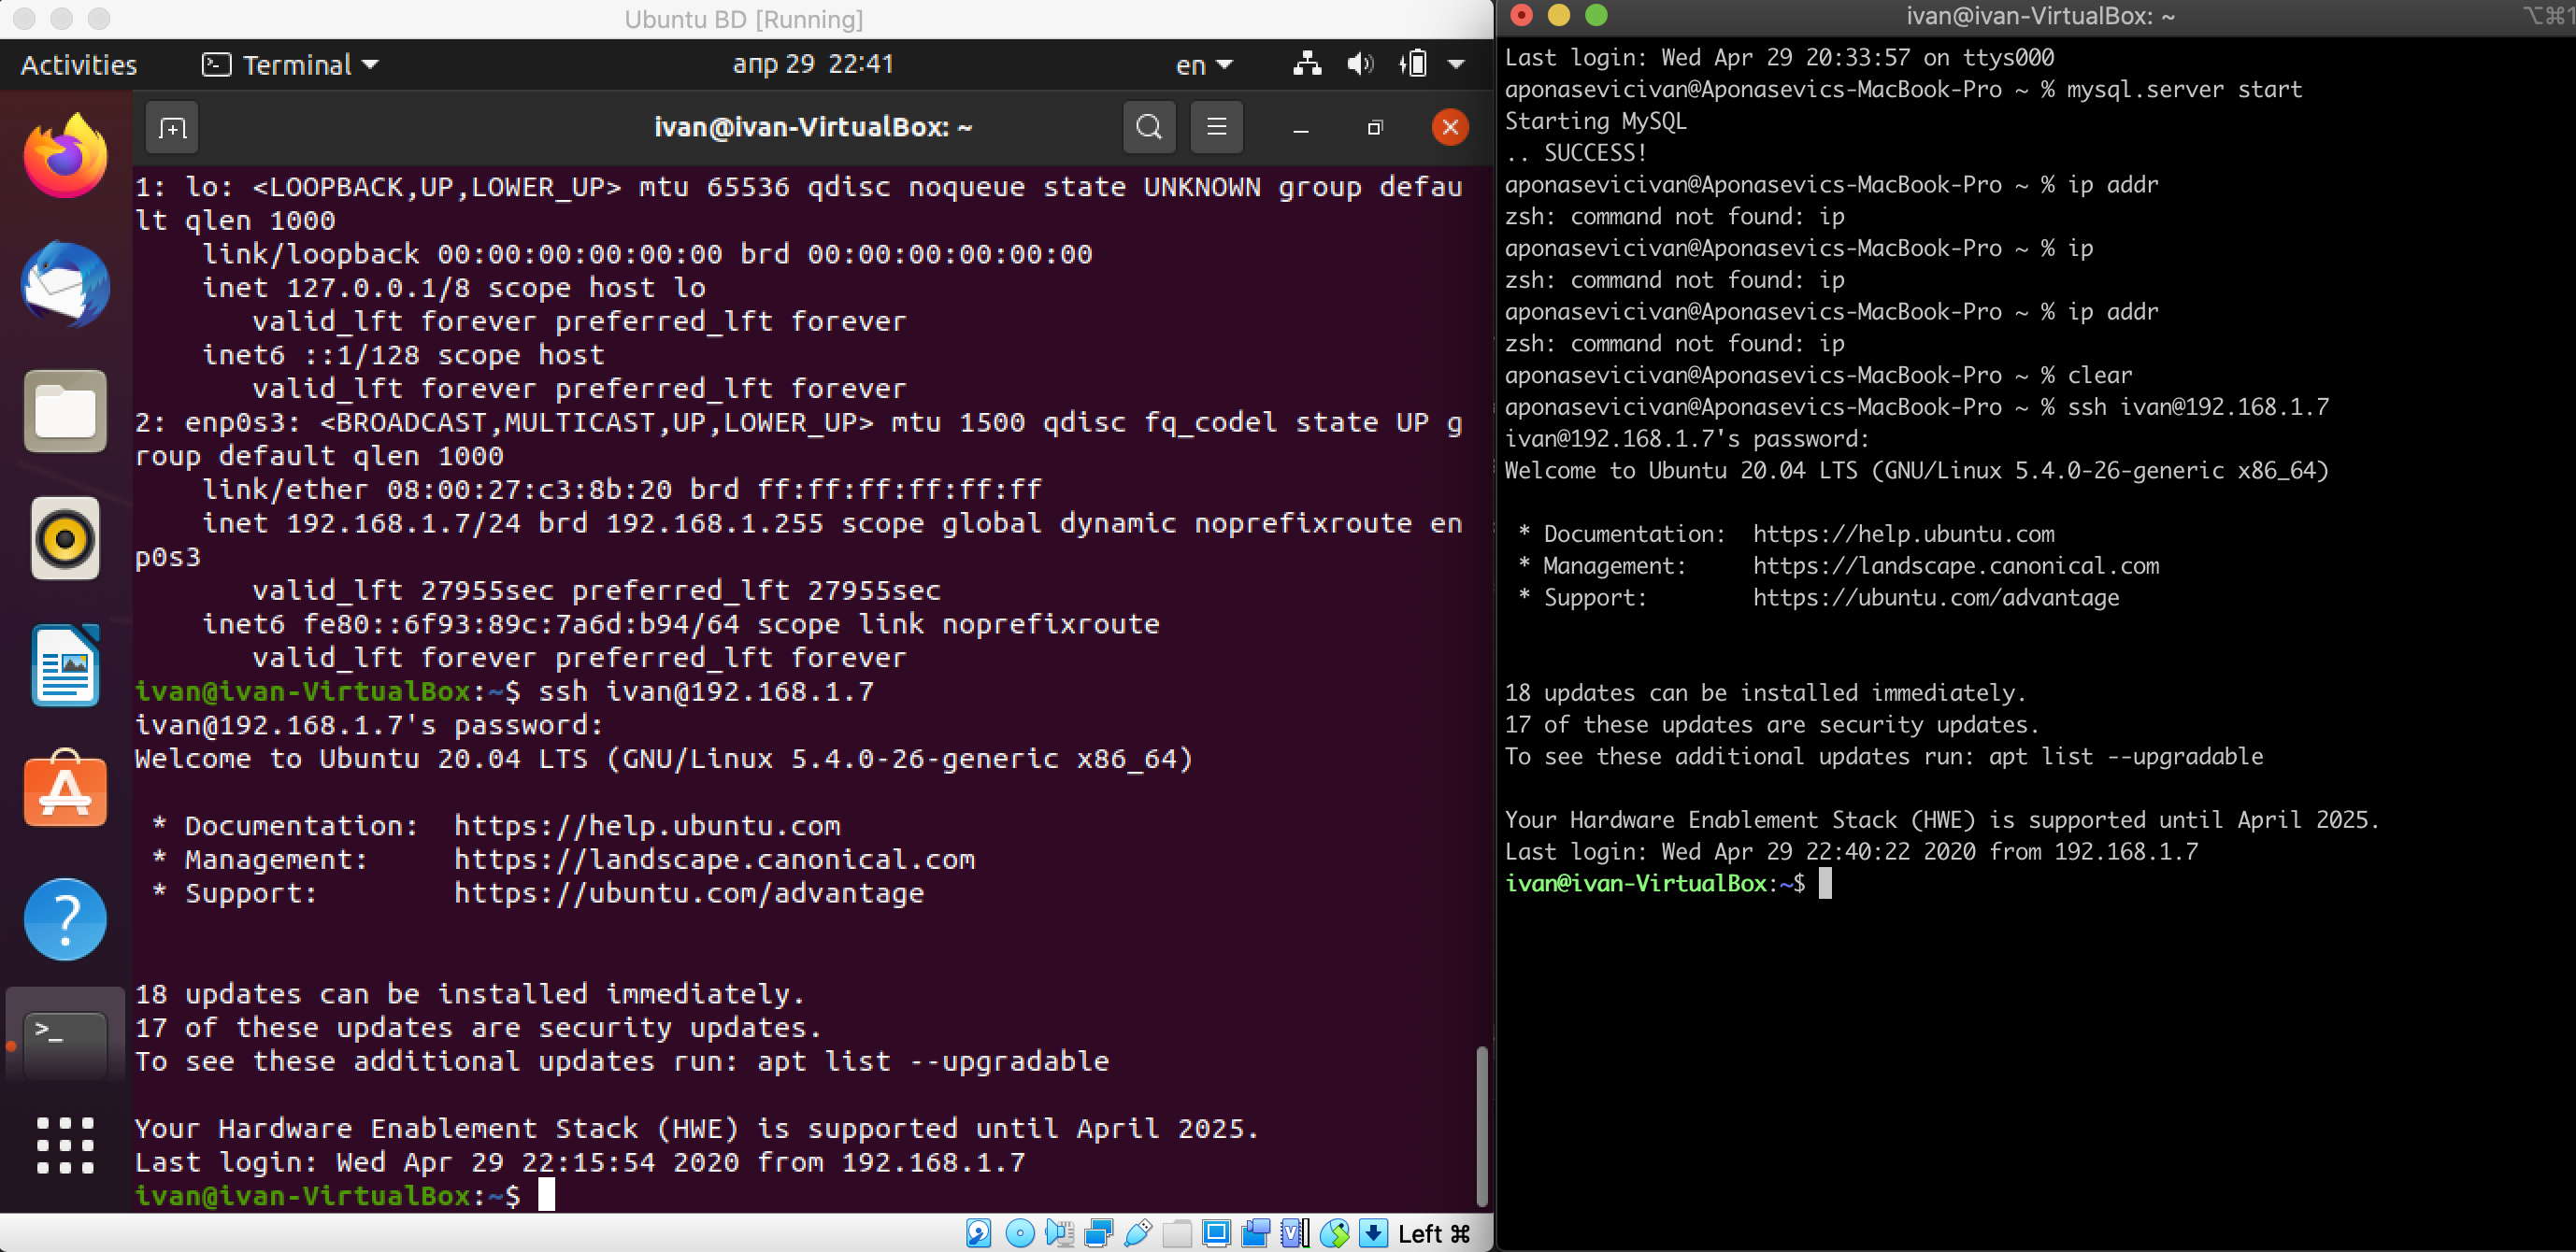 Ubuntu BD [Running]
Activities
Terminal
апр 29 22:41
en
ivan@ivan-VirtualBox: ~
1: lo: <LOOPBACK,UP,LOWER_UP> mtu 65536 qdisc noqueue state UNKNOWN group defau
lt qlen 1000
    link/loopback 00:00:00:00:00:00 brd 00:00:00:00:00:00
    inet 127.0.0.1/8 scope host lo
       valid_lft forever preferred_lft forever
    inet6 ::1/128 scope host
       valid_lft forever preferred_lft forever
2: enp0s3: <BROADCAST,MULTICAST,UP,LOWER_UP> mtu 1500 qdisc fq_codel state UP g
roup default qlen 1000
    link/ether 08:00:27:c3:8b:20 brd ff:ff:ff:ff:ff:ff
    inet 192.168.1.7/24 brd 192.168.1.255 scope global dynamic noprefixroute en
p0s3
       valid_lft 27955sec preferred_lft 27955sec
    inet6 fe80::6f93:89c:7a6d:b94/64 scope link noprefixroute
       valid_lft forever preferred_lft forever
ivan@ivan-VirtualBox:~$ ssh ivan@192.168.1.7
ivan@192.168.1.7's password:
Welcome to Ubuntu 20.04 LTS (GNU/Linux 5.4.0-26-generic x86_64)
 * Documentation:  https://help.ubuntu.com
 * Management:     https://landscape.canonical.com
 * Support:        https://ubuntu.com/advantage
18 updates can be installed immediately.
17 of these updates are security updates.
To see these additional updates run: apt list --upgradable
Your Hardware Enablement Stack (HWE) is supported until April 2025.
Last login: Wed Apr 29 22:15:54 2020 from 192.168.1.7
ivan@ivan-VirtualBox:~$
Left ⌘
ivan@ivan-VirtualBox: ~
⌥⌘1
Last login: Wed Apr 29 20:33:57 on ttys000
aponasevicivan@Aponasevics-MacBook-Pro ~ % mysql.server start
Starting MySQL
.. SUCCESS!
aponasevicivan@Aponasevics-MacBook-Pro ~ % ip addr
zsh: command not found: ip
aponasevicivan@Aponasevics-MacBook-Pro ~ % ip
zsh: command not found: ip
aponasevicivan@Aponasevics-MacBook-Pro ~ % ip addr
zsh: command not found: ip
aponasevicivan@Aponasevics-MacBook-Pro ~ % clear
aponasevicivan@Aponasevics-MacBook-Pro ~ % ssh ivan@192.168.1.7
ivan@192.168.1.7's password:
Welcome to Ubuntu 20.04 LTS (GNU/Linux 5.4.0-26-generic x86_64)
 * Documentation:  https://help.ubuntu.com
 * Management:     https://landscape.canonical.com
 * Support:        https://ubuntu.com/advantage
18 updates can be installed immediately.
17 of these updates are security updates.
To see these additional updates run: apt list --upgradable
Your Hardware Enablement Stack (HWE) is supported until April 2025.
Last login: Wed Apr 29 22:40:22 2020 from 192.168.1.7
ivan@ivan-VirtualBox:~$